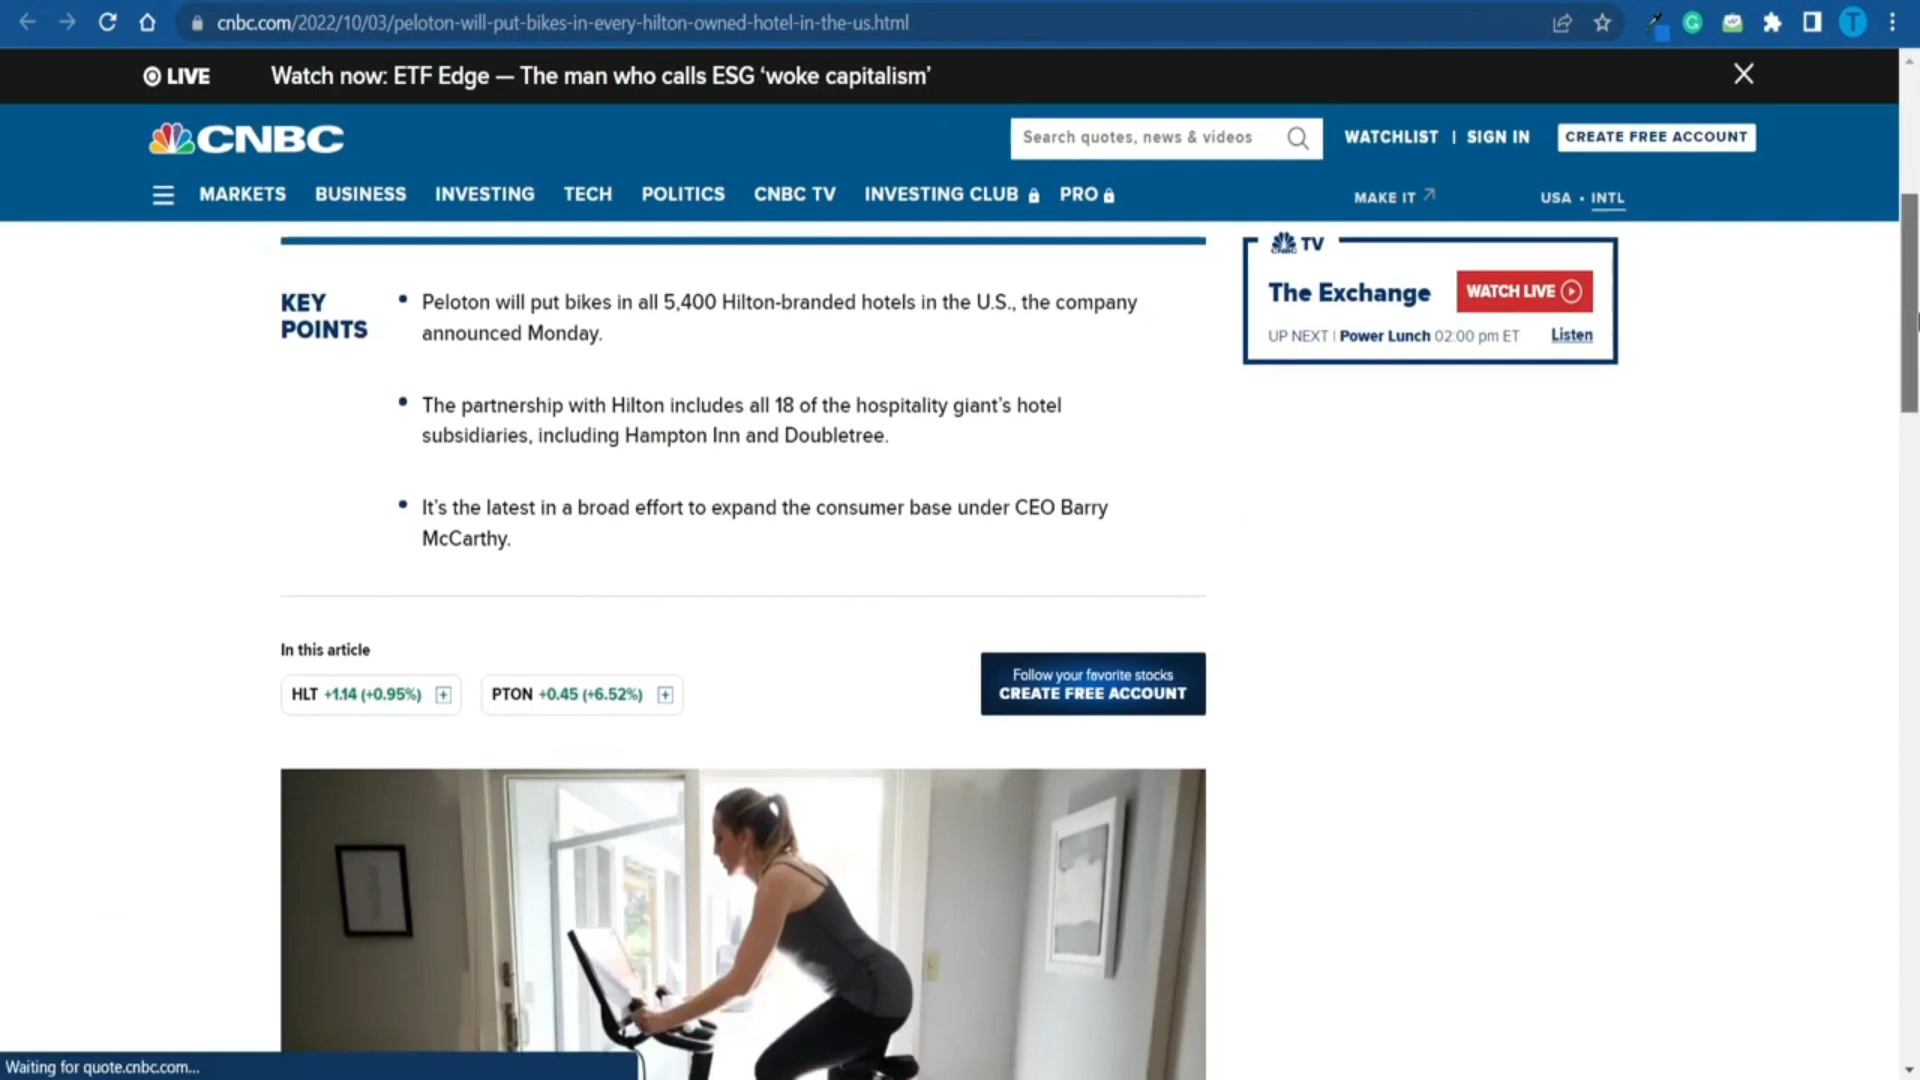 cnbc.com/2022/10/03/peloton-will-put-bikes-in-every-hilton-owned-hotel-in-the-us.html
T
LIVE
Watch now: ETF Edge — The man who calls ESG ‘woke capitalism’
CNBC
Search quotes, news & videos
WATCHLIST | SIGN IN
CREATE FREE ACCOUNT
MARKETS BUSINESS INVESTING TECH POLITICS CNBC TV INVESTING CLUB PRO
MAKE IT
USA • INTL
KEY
POINTS
• Peloton will put bikes in all 5,400 Hilton-branded hotels in the U.S., the company
announced Monday.
• The partnership with Hilton includes all 18 of the hospitality giant’s hotel
subsidiaries, including Hampton Inn and Doubletree.
• It’s the latest in a broad effort to expand the consumer base under CEO Barry
McCarthy.
CNBC TV
The Exchange
WATCH LIVE
UP NEXT | Power Lunch 02:00 pm ET
Listen
In this article
HLT +1.14 (+0.95%)
PTON +0.45 (+6.52%)
Follow your favorite stocks
CREATE FREE ACCOUNT
Waiting for quote.cnbc.com...